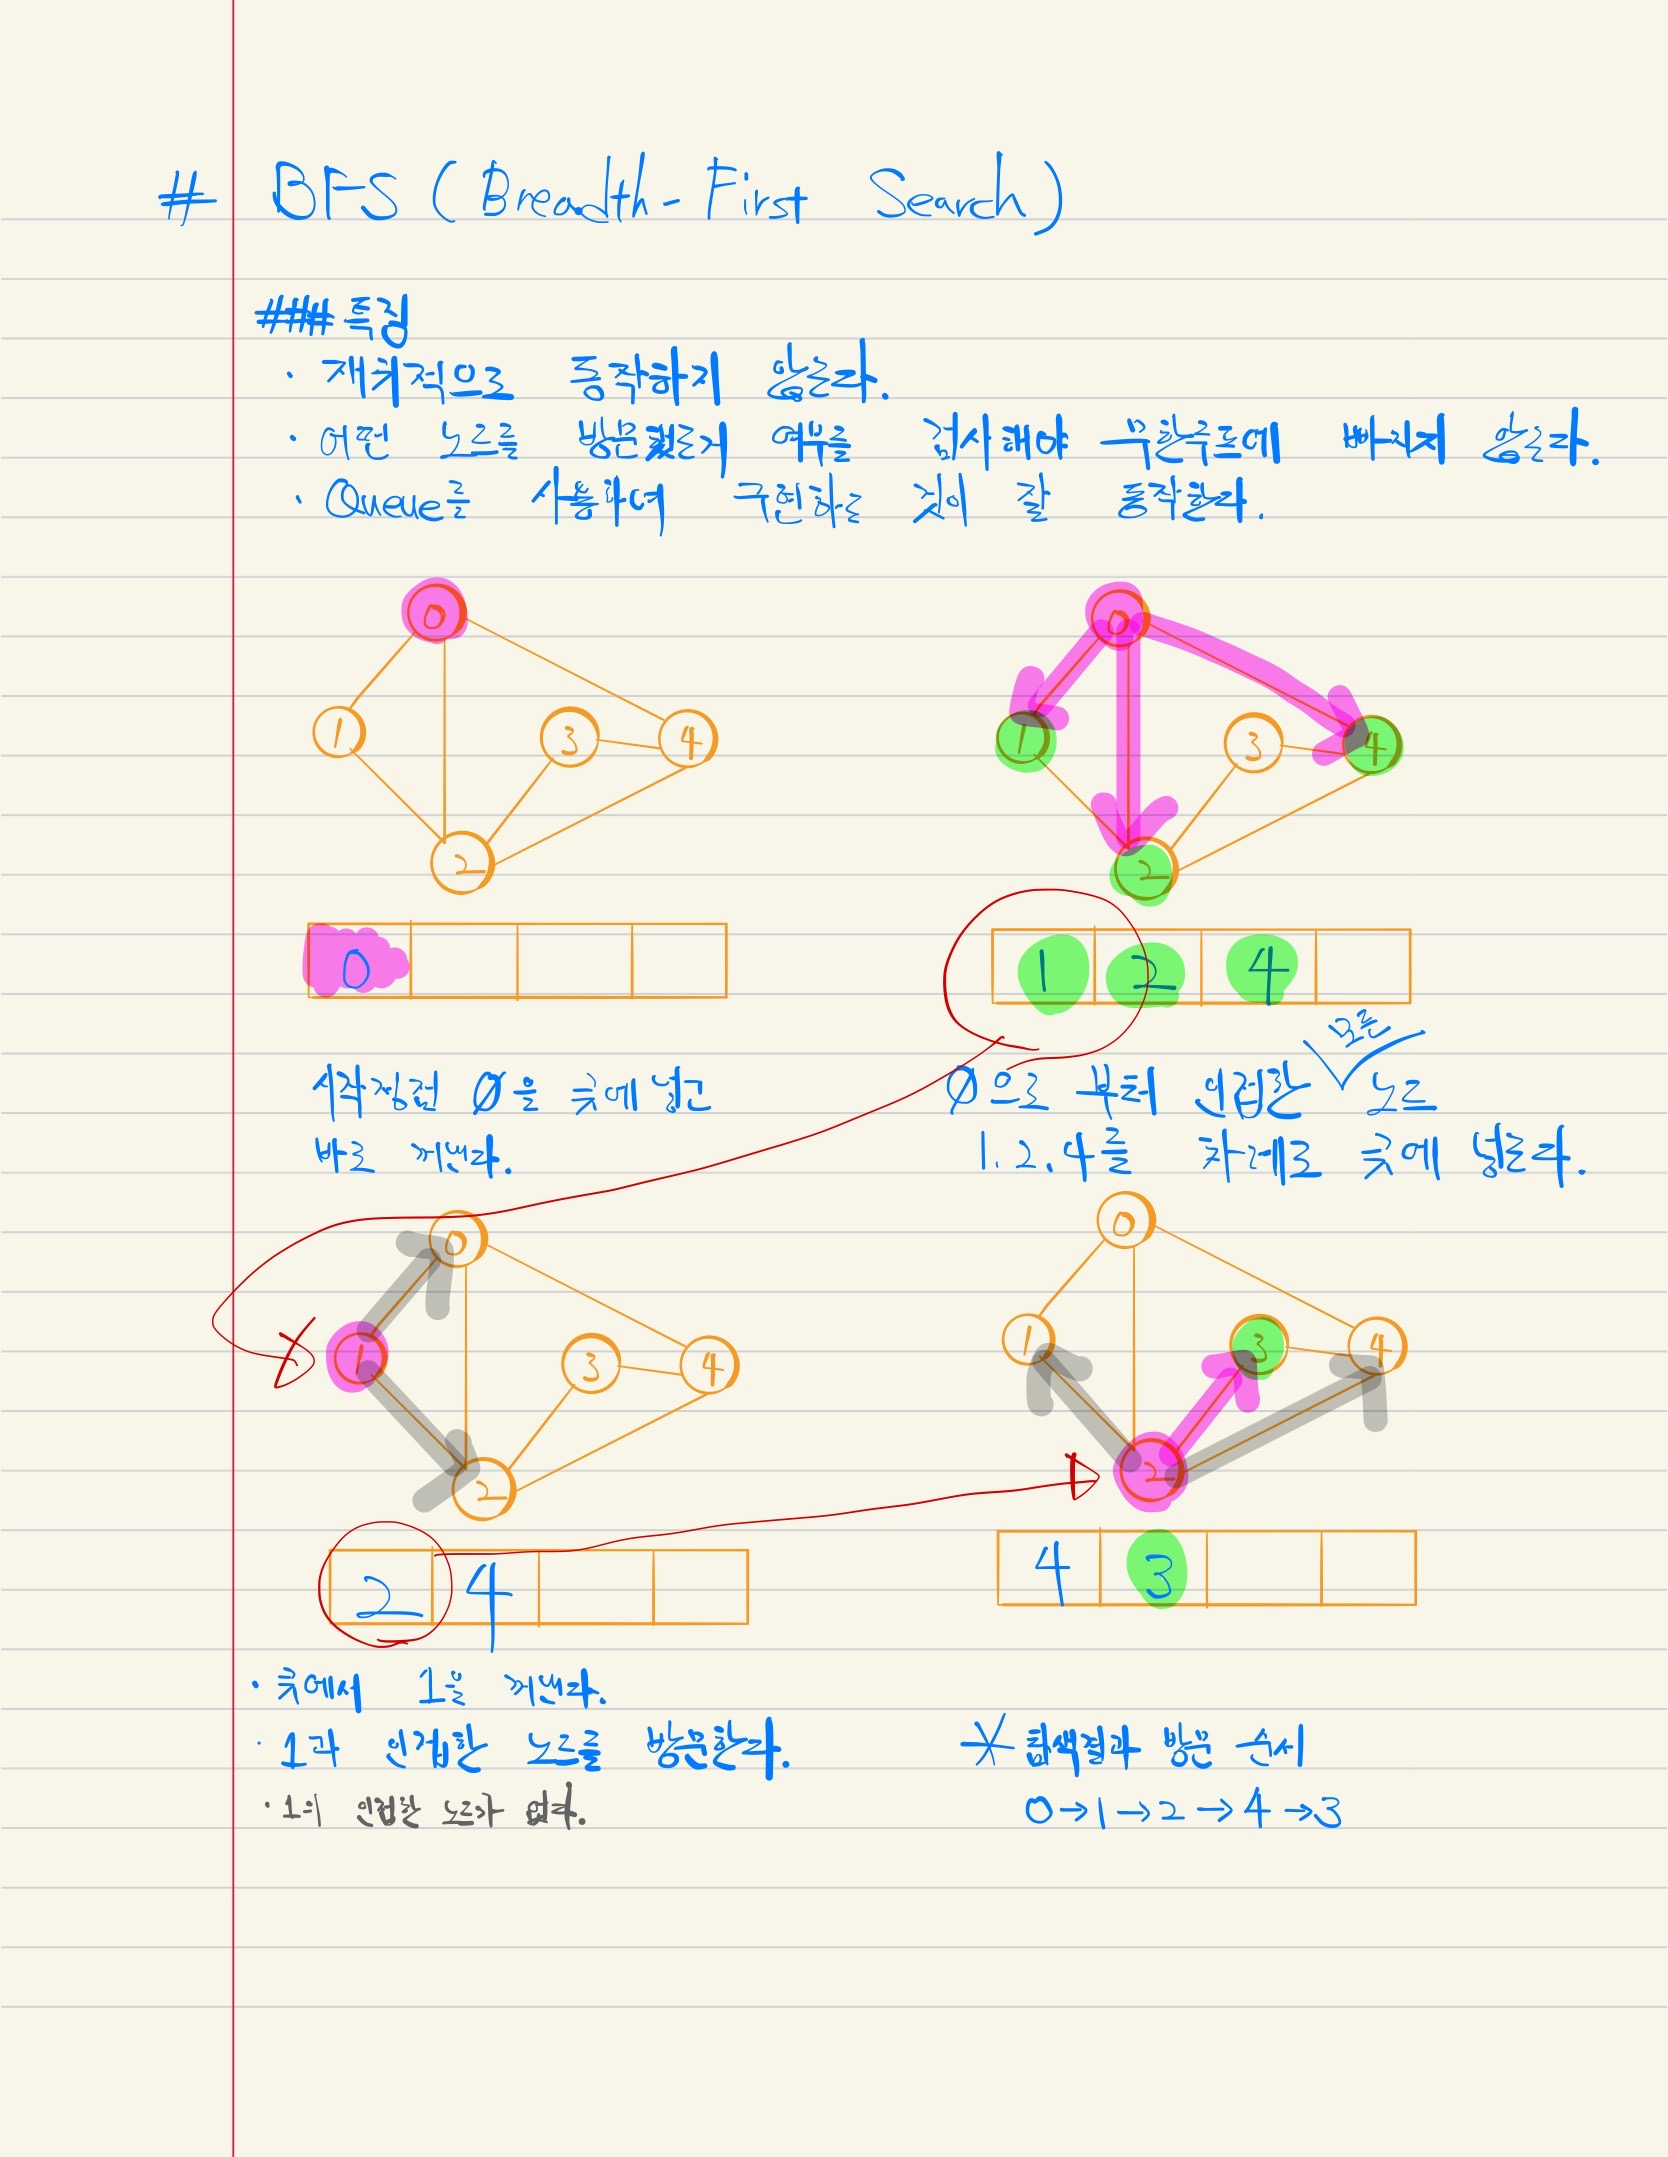 # BFS (Breadth-First Search)
### 특징
· 재귀적으로 동작하지 않는다.
· 어떤 노드를 방문했는지 여부를 검사해야 무한루프에 빠지지 않는다.
· Queue를 사용하여 구현하는 것이 잘 동작한다.
0
1 3 4
2
0
1 3 4
2
0
1 2 4
시작정점 0을 큐에 넣고
바로 꺼낸다.
0으로 부터 인접한 모든 노드
1.2.4를 차례로 큐에 넣는다.
0
1 3 4
2
0
1 3 4
2
2 4
4 3
· 큐에서 1을 꺼낸다.
· 1과 인접한 노드를 방문한다.
· 1의 인접한 노드가 없다.
* 탐색결과 방문 순서
0→1→2→4→3